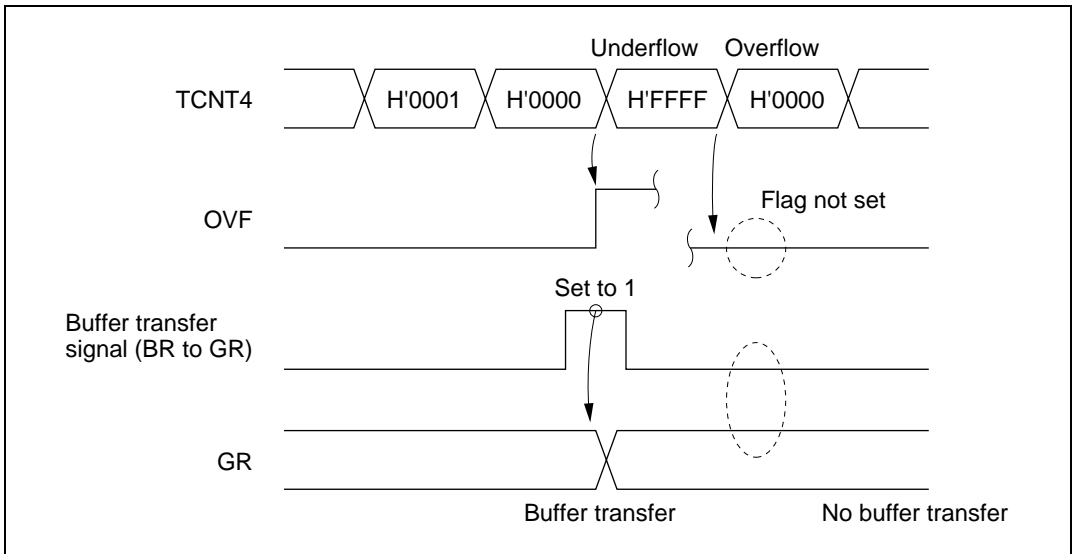 Underflow Overflow
TCNT4 H'0001 H'0000 H'FFFF H'0000
Flag not set
OVF
Set to 1
Buffer transfer
signal (BR to GR)
GR
Buffer transfer No buffer transfer